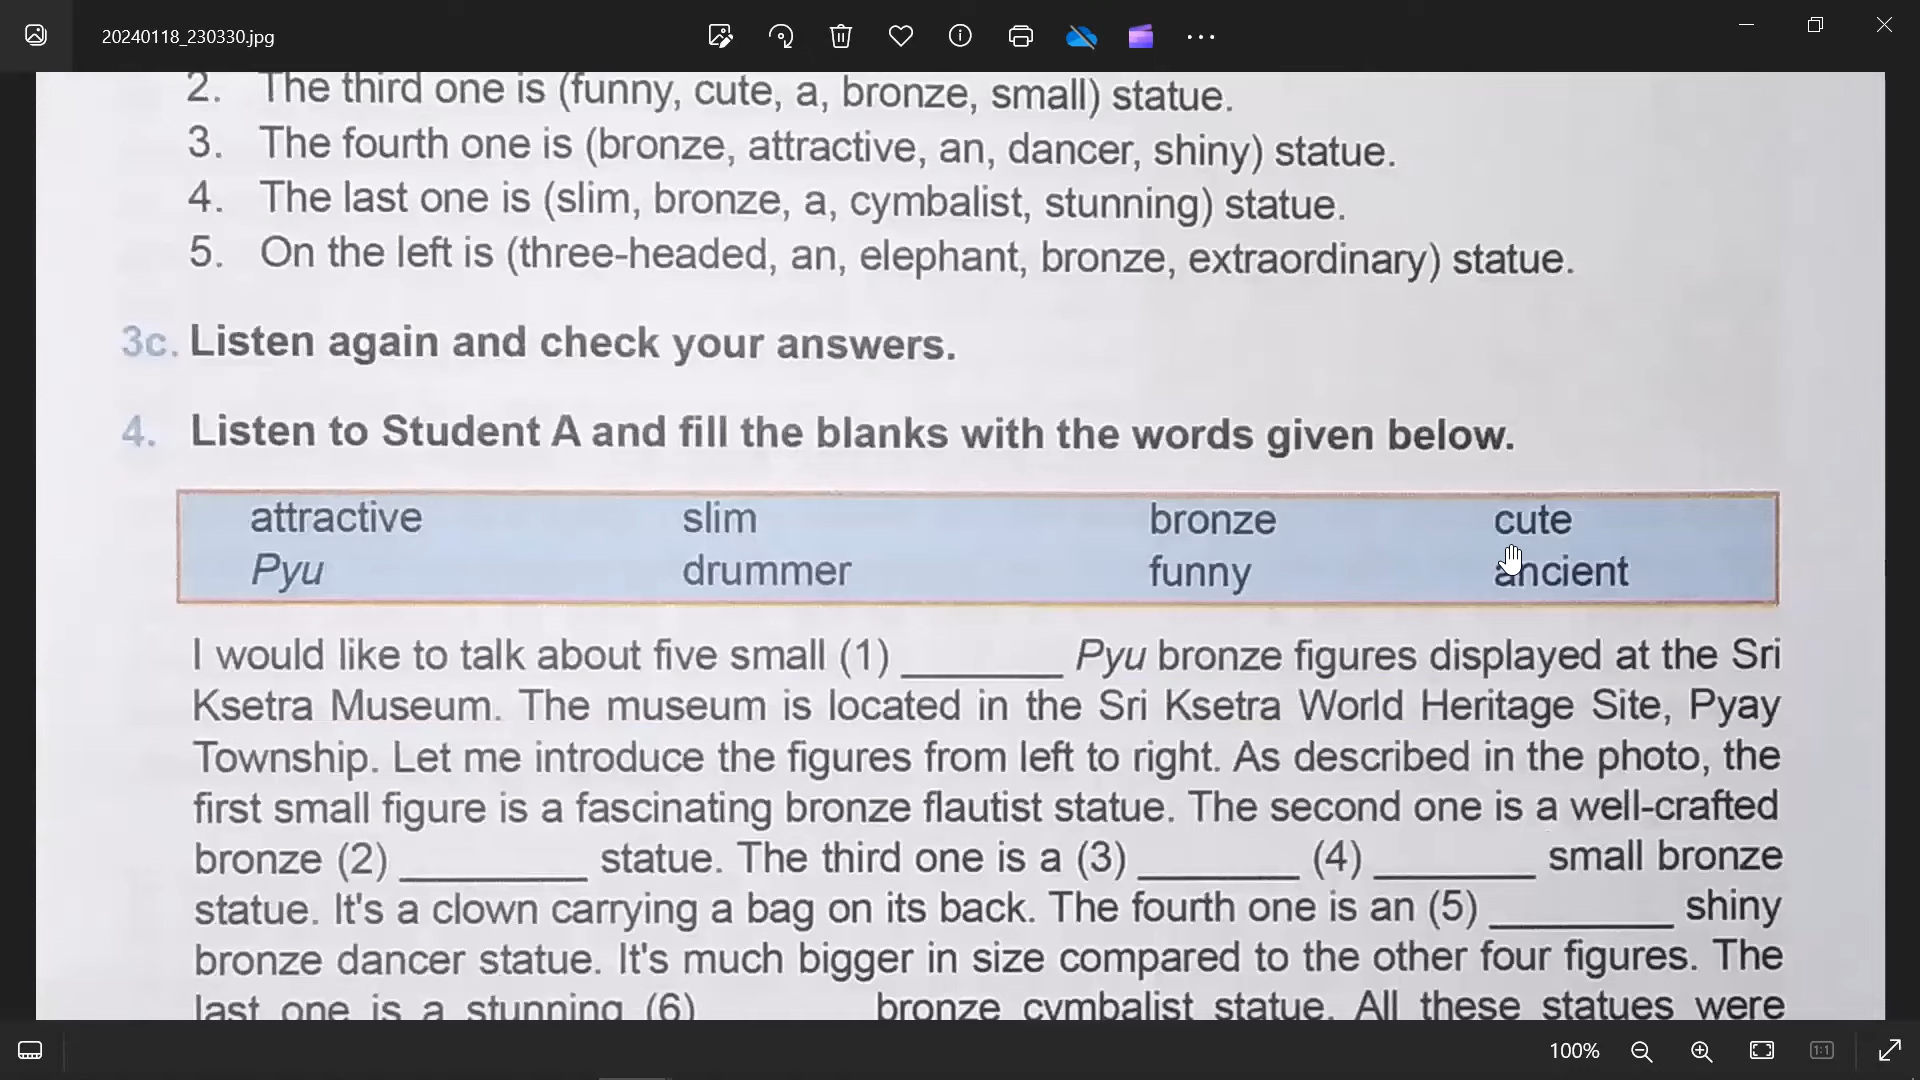 20240118_230330.jpg
2. The third one is (funny, cute, a, bronze, small) statue.
3. The fourth one is (bronze, attractive, an, dancer, shiny) statue.
4. The last one is (slim, bronze, a, cymbalist, stunning) statue.
5. On the left is (three-headed, an, elephant, bronze, extraordinary) statue.
3c. Listen again and check your answers.
4. Listen to Student A and fill the blanks with the words given below.
attractive slim bronze cute
Pyu drummer funny ancient
I would like to talk about five small (1) ________ Pyu bronze figures displayed at the Sri
Ksetra Museum. The museum is located in the Sri Ksetra World Heritage Site, Pyay
Township. Let me introduce the figures from left to right. As described in the photo, the
first small figure is a fascinating bronze flautist statue. The second one is a well-crafted
bronze (2) ________ statue. The third one is a (3) ________ (4) ________ small bronze
statue. It's a clown carrying a bag on its back. The fourth one is an (5) ________ shiny
bronze dancer statue. It's much bigger in size compared to the other four figures. The
last one is a stunning (6) bronze cymbalist statue. All these statues were
100%
1:1